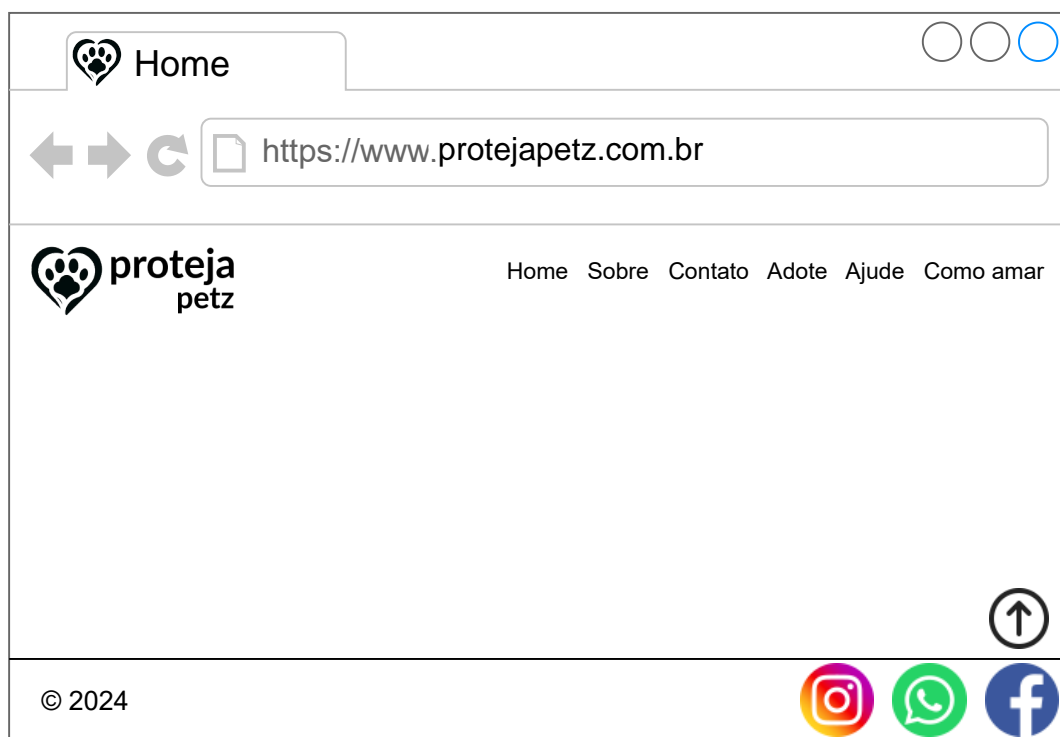 Home
https://www.protejapetz.com.br
proteja
petz
Home Sobre Contato Adote Ajude Como amar
© 2024